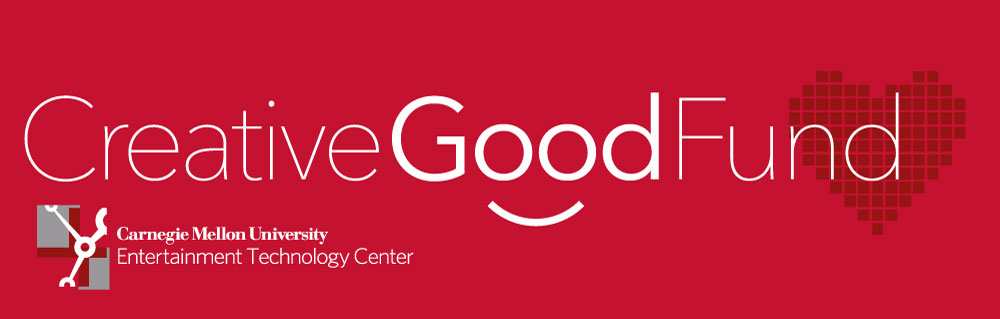 CreativeGoodFund
Carnegie Mellon University
Entertainment Technology Center